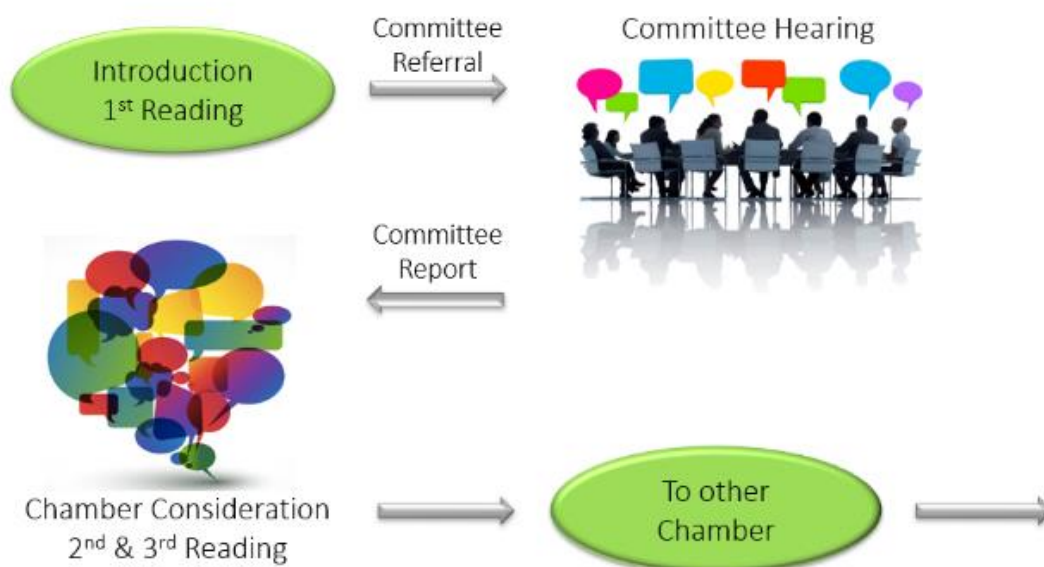 Introduction
1st Reading
Committee
Referral
Committee Hearing
Committee
Report
Chamber Consideration
2nd & 3rd Reading
To other
Chamber